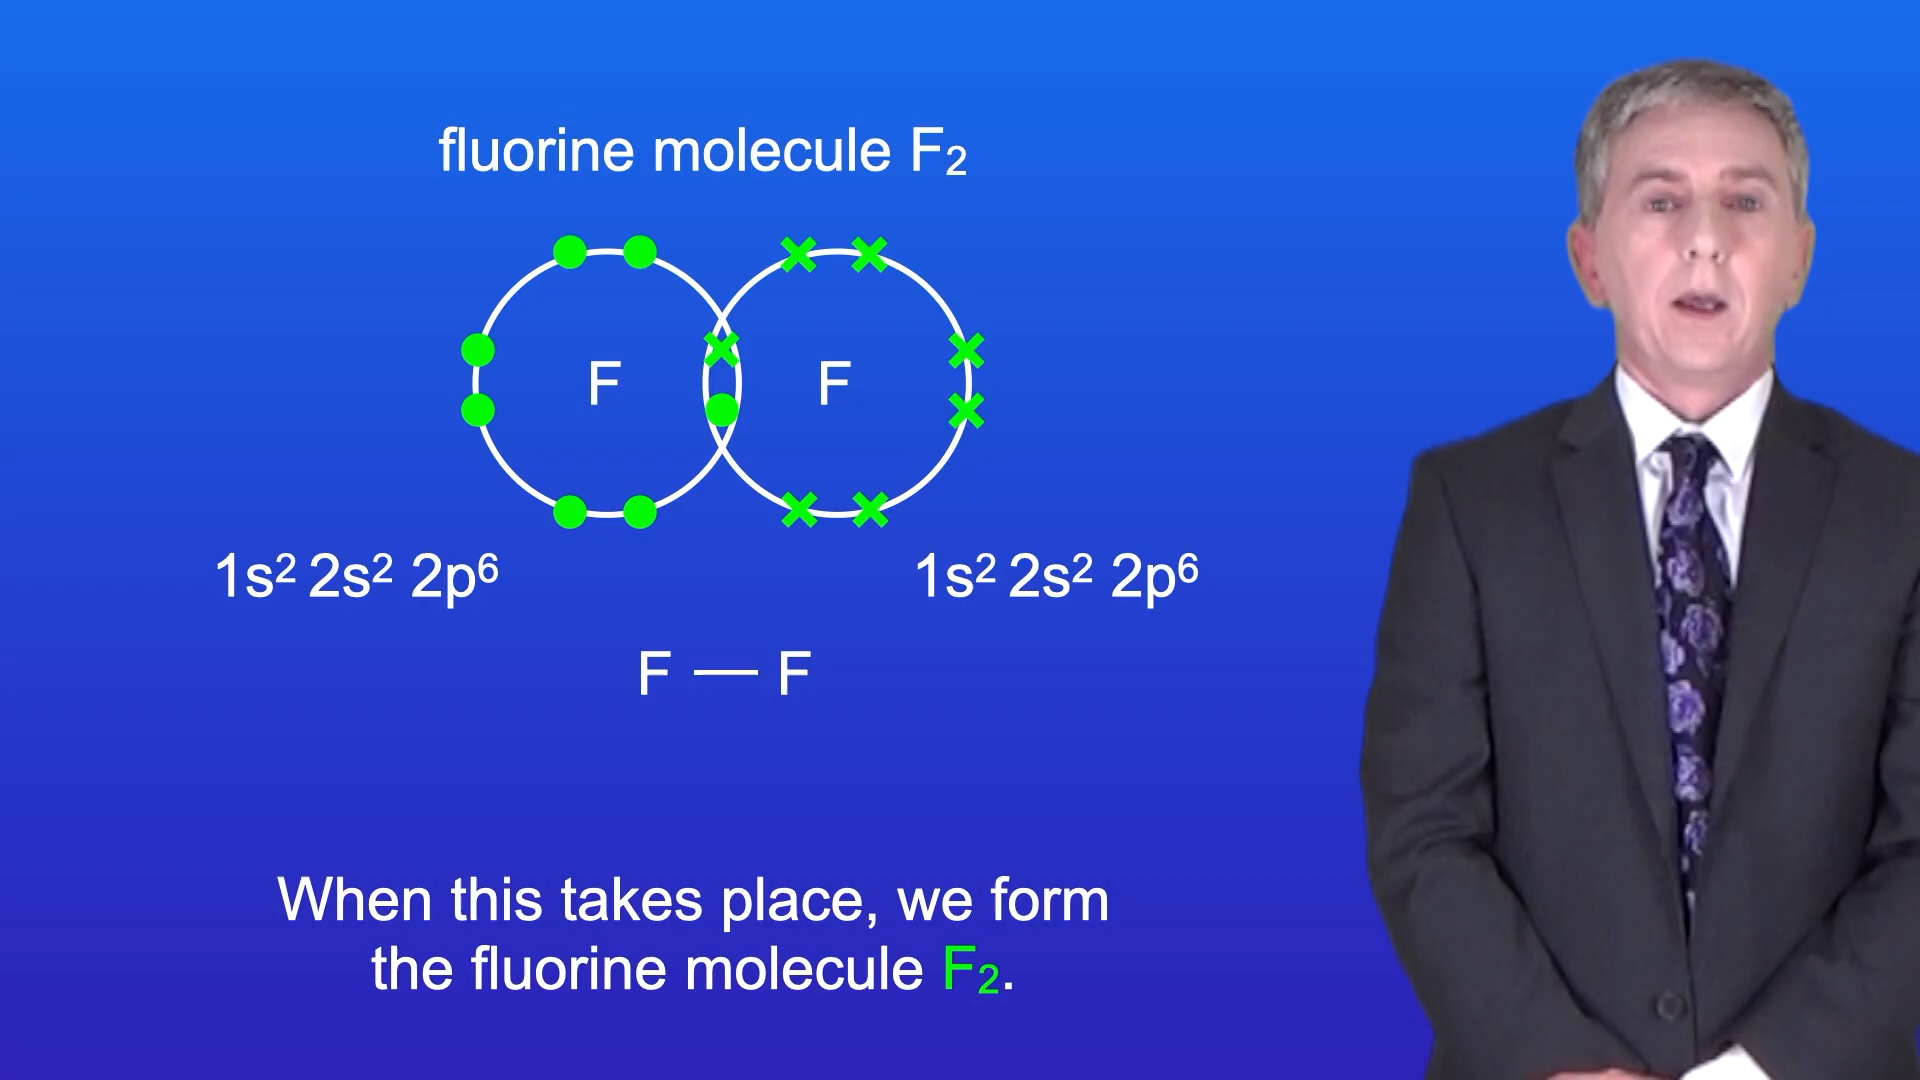 fluorine molecule F₂
F F
1s² 2s² 2p⁶ 1s² 2s² 2p⁶
F — F
When this takes place, we form
the fluorine molecule F₂.